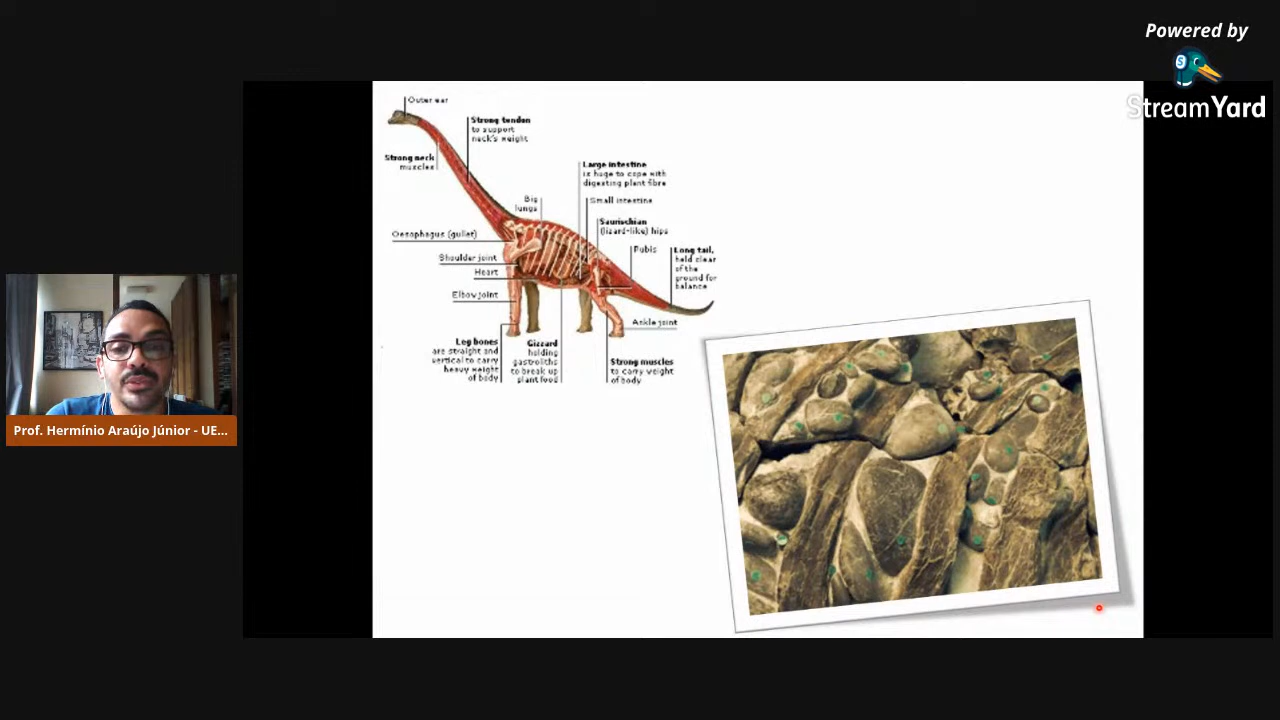 Powered by
StreamYard
Outer ear
Strong tendon
to support
neck's weight
Strong neck
muscles
Large intestine
is huge to cope with
digesting plant fibre
Big
lungs
Small intestine
Saurischian
(lizard-like) hips
Oesophagus (gullet)
Pubis
Long tail,
held clear
of the
ground for
balance
Shoulder joint
Heart
Elbow joint
Ankle joint
Leg bones
are straight and
vertical to carry
heavy weight
of body
Gizzard
holding
gastroliths
to break up
plant food
Strong muscles
to carry weight
of body
Prof. Hermínio Araújo Júnior - UE...